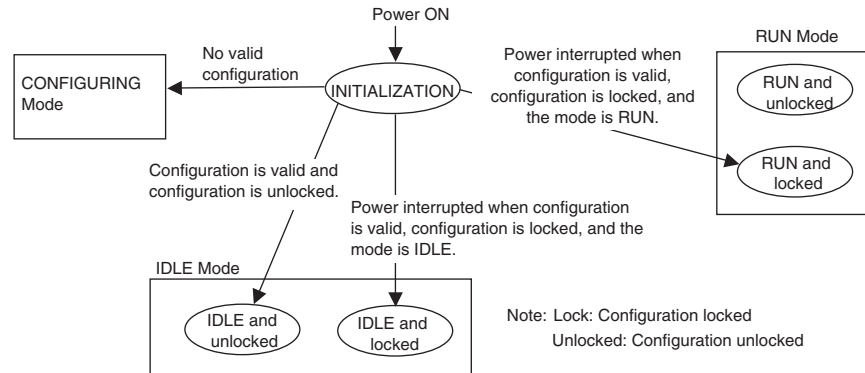 Power ON
RUN Mode
No valid
configuration
CONFIGURING
Mode
INITIALIZATION
Power interrupted when
configuration is valid,
configuration is locked, and
the mode is RUN.
RUN and
unlocked
RUN and
locked
Configuration is valid and
configuration is unlocked.
Power interrupted when configuration
is valid, configuration is locked, and the
mode is IDLE.
IDLE Mode
IDLE and
unlocked
IDLE and
locked
Note: Lock: Configuration locked
Unlocked: Configuration unlocked